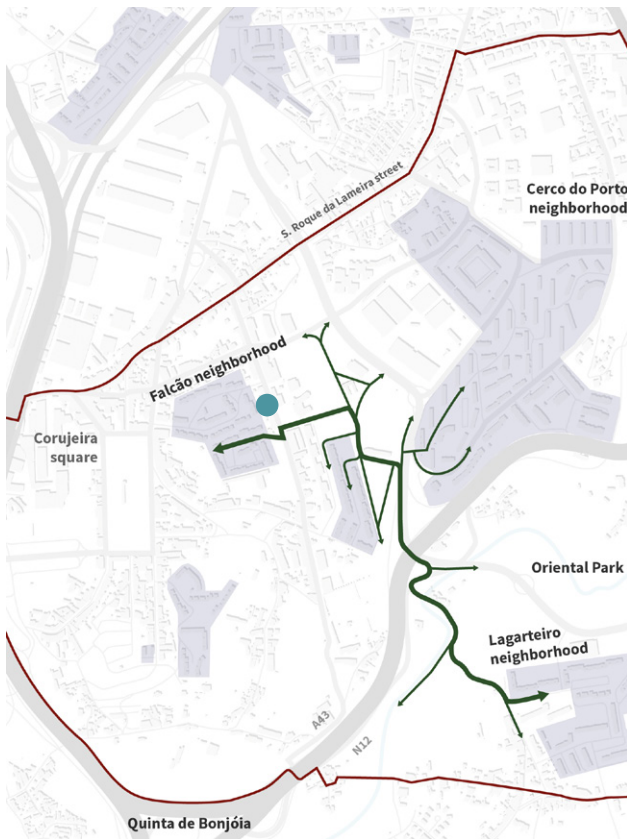 Cerco do Porto
neighborhood
S. Roque da Lameira street
Falcão neighborhood
Corujeira
square
Oriental Park
Lagarteiro
neighborhood
A43
N12
Quinta de Bonjóia